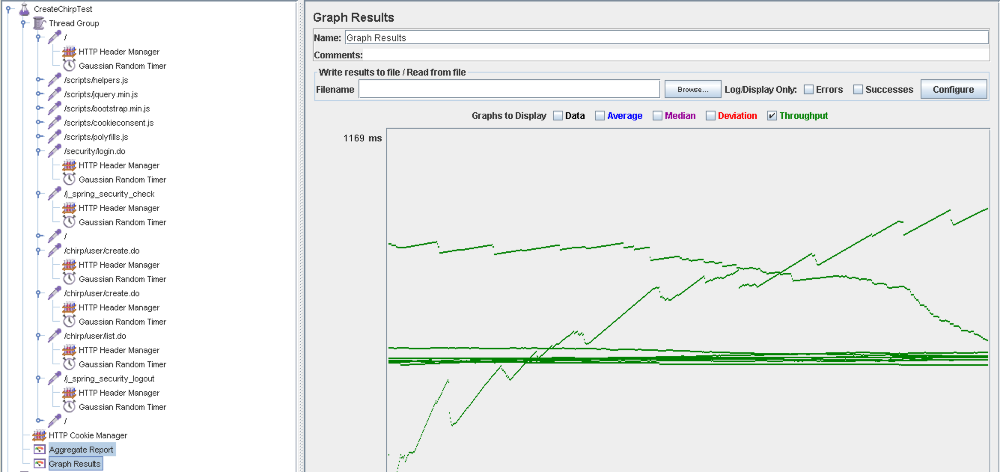 CreateChirpTest
Thread Group
/
HTTP Header Manager
Gaussian Random Timer
/scripts/helpers.js
/scripts/jquery.min.js
/scripts/bootstrap.min.js
/scripts/cookieconsent.js
/scripts/polyfills.js
/security/login.do
HTTP Header Manager
Gaussian Random Timer
/j_spring_security_check
HTTP Header Manager
Gaussian Random Timer
/
/chirp/user/create.do
HTTP Header Manager
Gaussian Random Timer
/chirp/user/create.do
HTTP Header Manager
Gaussian Random Timer
/chirp/user/list.do
HTTP Header Manager
Gaussian Random Timer
/j_spring_security_logout
HTTP Header Manager
Gaussian Random Timer
/
HTTP Cookie Manager
Aggregate Report
Graph Results
Graph Results
Name: Graph Results
Comments:
Write results to file / Read from file
Filename Browse... Log/Display Only: Errors Successes Configure
Graphs to Display Data Average Median Deviation Throughput
1169 ms